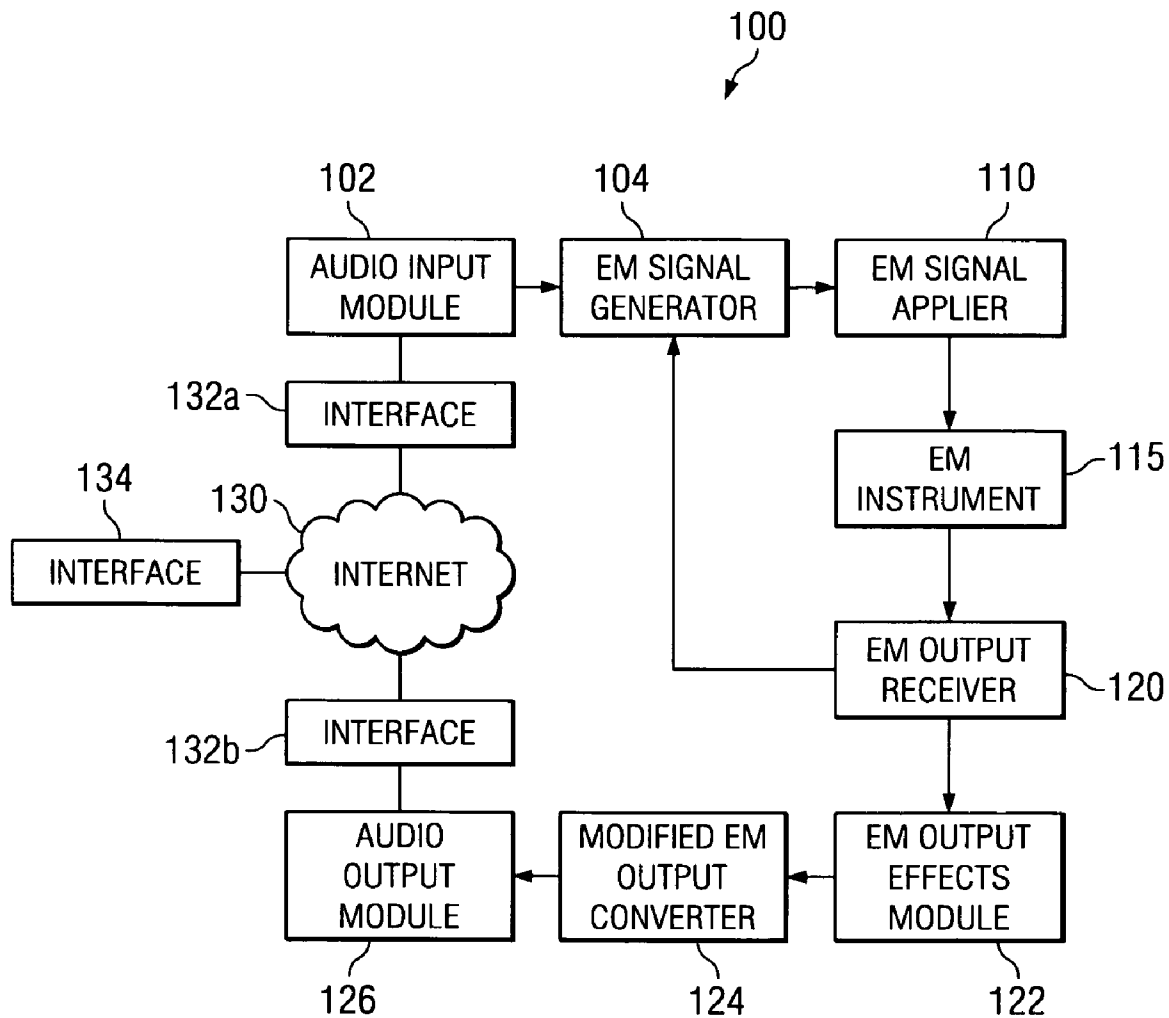 100
102
104
110
AUDIO INPUT
MODULE
EM SIGNAL
GENERATOR
EM SIGNAL
APPLIER
132a
INTERFACE
EM
INSTRUMENT
115
134
130
INTERFACE
INTERNET
EM OUTPUT
RECEIVER
120
132b
INTERFACE
AUDIO
OUTPUT
MODULE
MODIFIED EM
OUTPUT
CONVERTER
EM OUTPUT
EFFECTS
MODULE
126
124
122